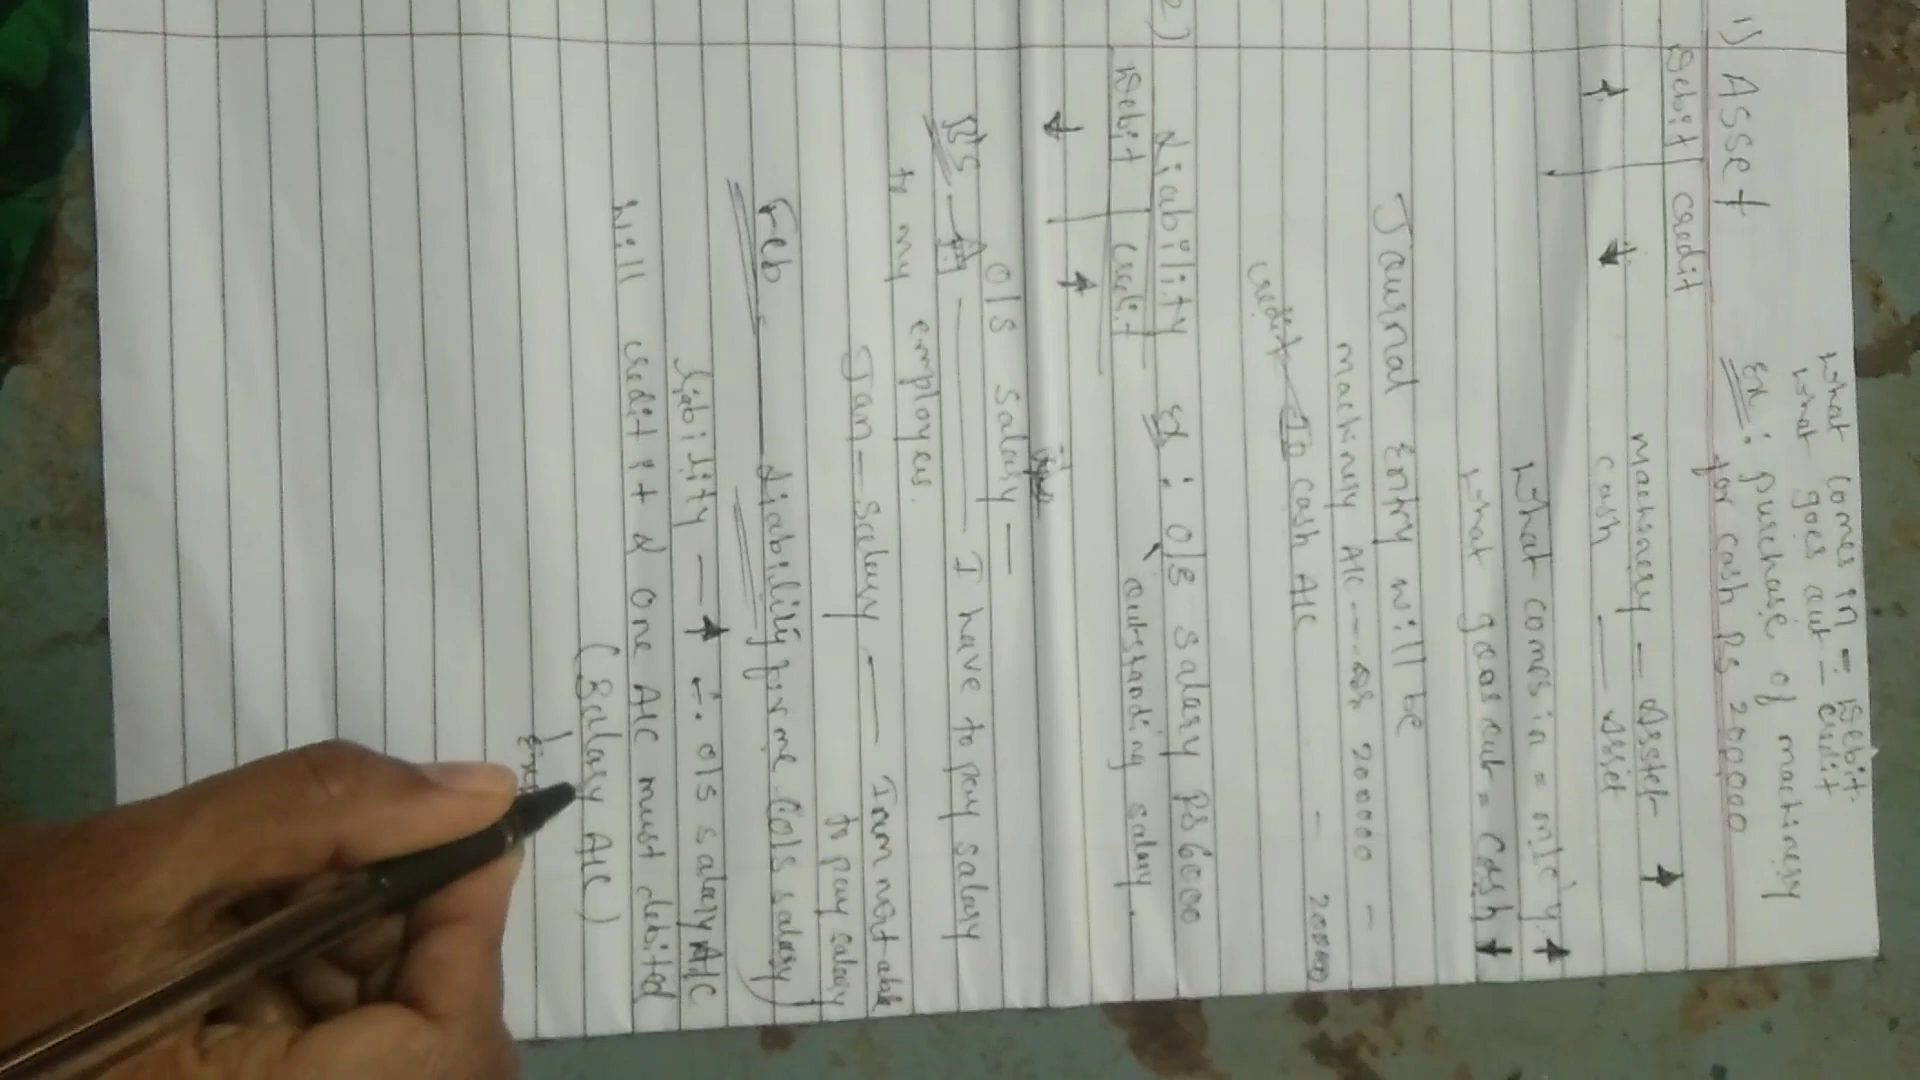 what comes in = Debit.
what goes out = credit
1) Asset
Ex: purchase of machinery
for cash Rs 200000
Debit credit
machinery - Asset ↑
↑ ↓ cash - Asset
what comes in = m/c'y ↑
what goes out = cash ↓
Journal Entry will be
machinery A/c ---- 200000 -
credit - To cash A/c - 200000
2) Liability Ex: O/s salary Rs 6000
Debit credit outstanding salary.
↓ ↑
O/s salary -
I have to pay salary
to my employees.
Jan - salary - I am not able
to pay salary
Feb liability for me (o/s salary)
liability - ↑ ∴ o/s salary A/c
will credit it & one A/c must debited
(Salary A/c)